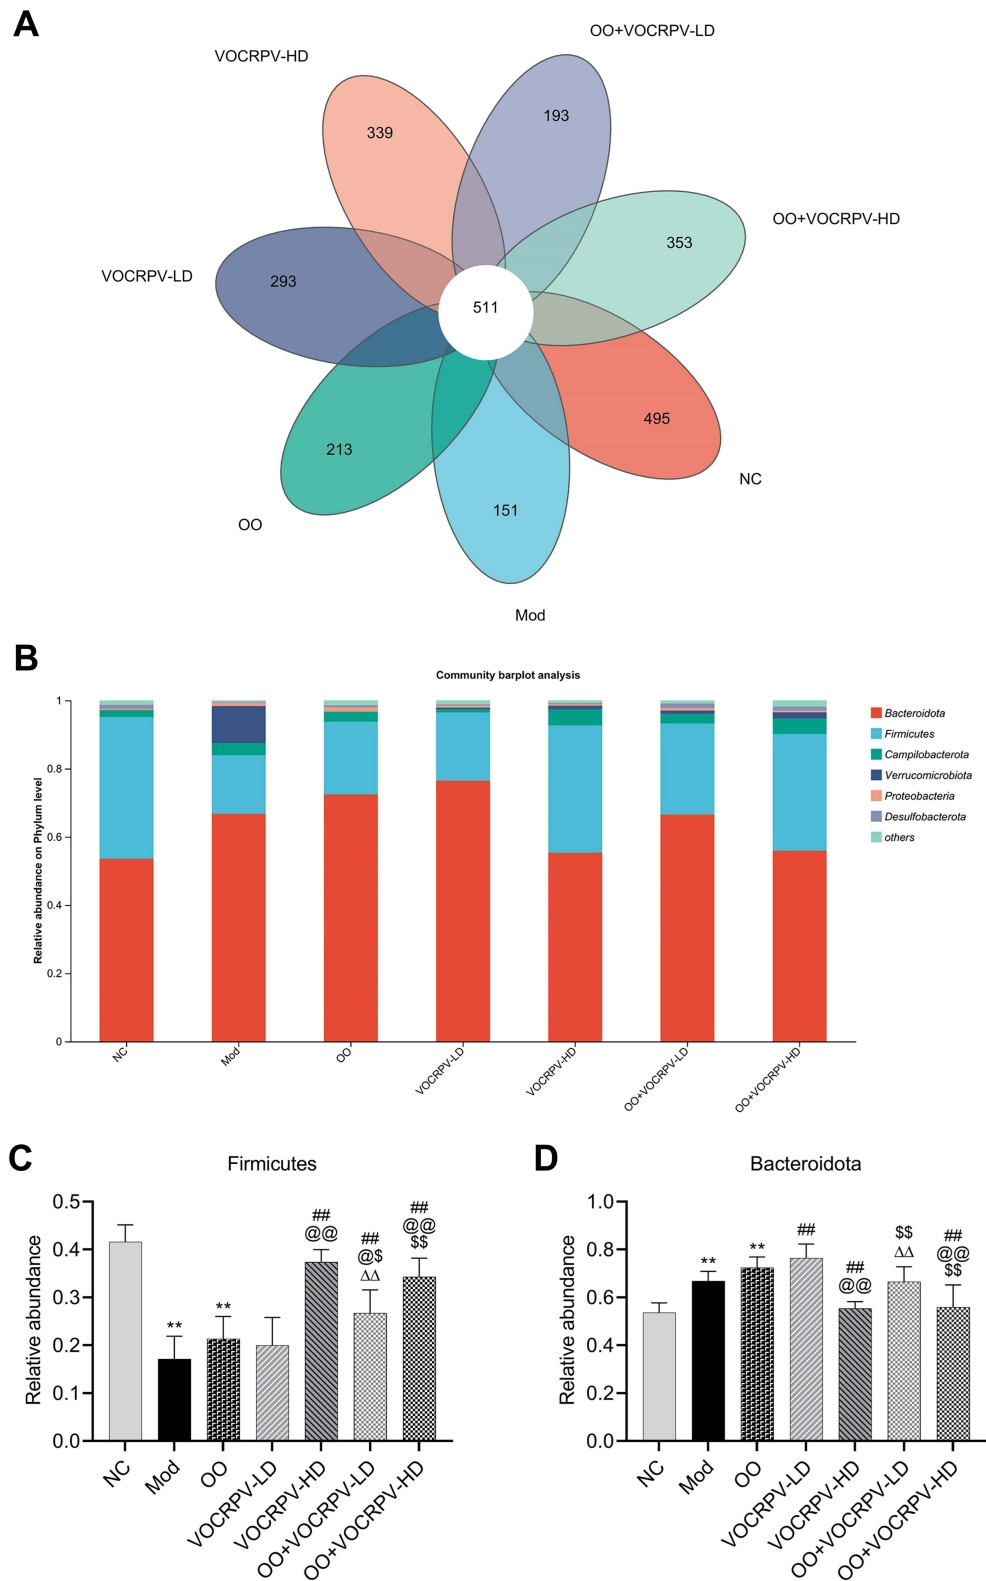 A
OO+VOCRPV-LD
VOCRPV-HD
193
339
OO+VOCRPV-HD
353
VOCRPV-LD
293
511
495
213
NC
151
OO
Mod
B
Community barplot analysis
Relative abundance on Phylum level
1
0.8
0.6
0.4
0.2
0
Bacteroidota
Firmicutes
Campilobacterota
Verrucomicrobiota
Proteobacteria
Desulfobacterota
others
NC
Mod
OO
VOCRPV-LD
VOCRPV-HD
OO+VOCRPV-LD
OO+VOCRPV-HD
C
Firmicutes
Relative abundance
0.5
0.4
0.3
0.2
0.1
0.0
**
**
##
@@
##
@$
ΔΔ
##
@@
$$
NC
Mod
OO
VOCRPV-LD
VOCRPV-HD
OO+VOCRPV-LD
OO+VOCRPV-HD
D
Bacteroidota
Relative abundance
1.0
0.8
0.6
0.4
0.2
0.0
**
**
##
##
@@
$$
ΔΔ
##
@@
$$
NC
Mod
OO
VOCRPV-LD
VOCRPV-HD
OO+VOCRPV-LD
OO+VOCRPV-HD